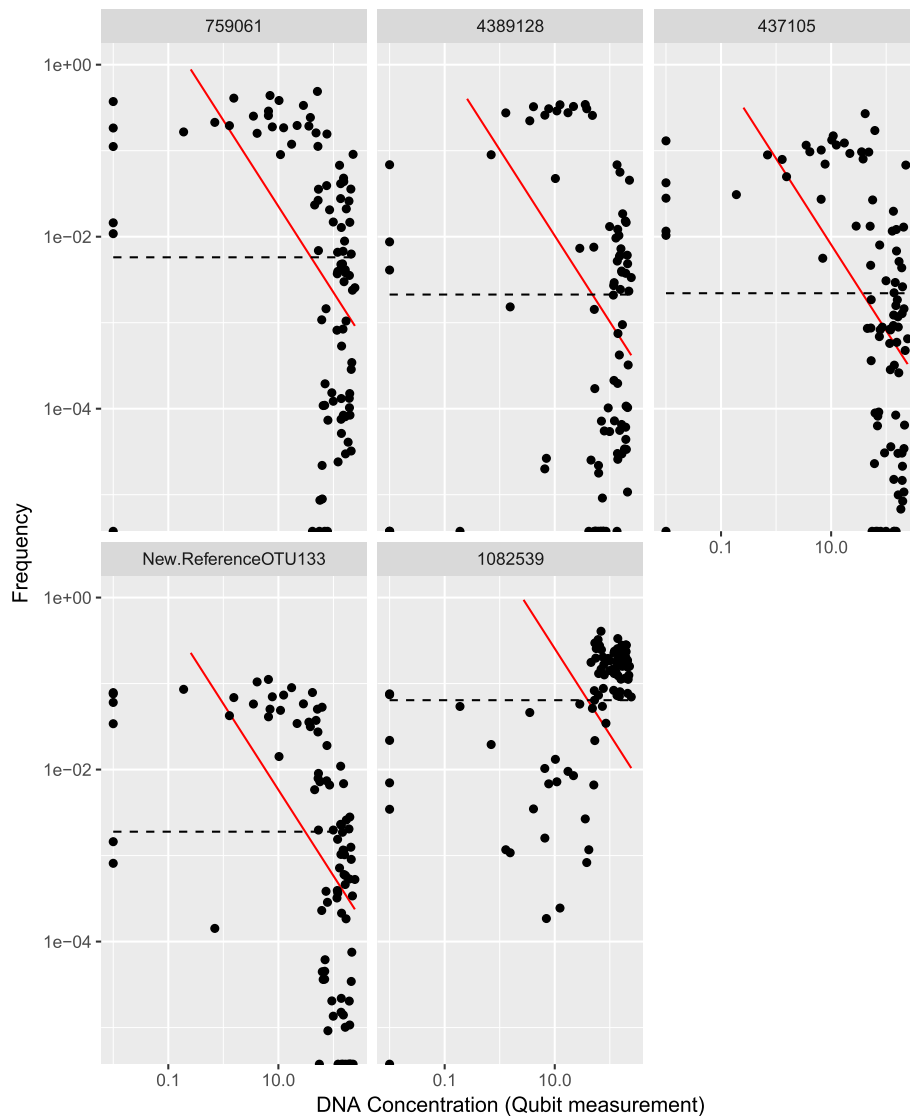 759061
4389128
437105
1e+00
1e-02
1e-04
0.1
10.0
New.ReferenceOTU133
1082539
1e+00
1e-02
1e-04
0.1
10.0
0.1
10.0
Frequency
DNA Concentration (Qubit measurement)